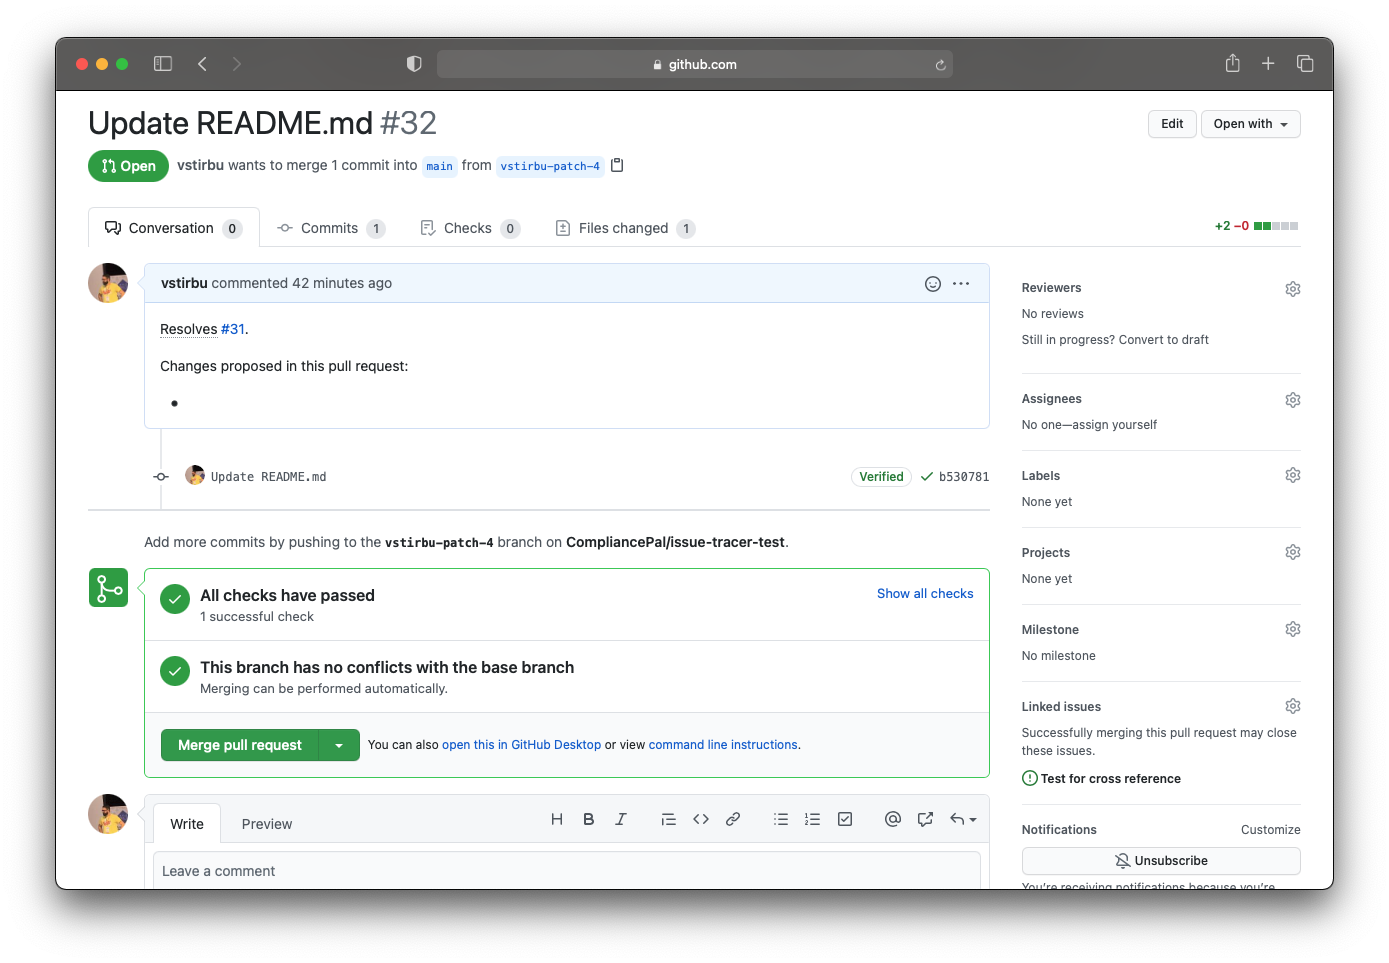 github.com
Update README.md #32
Edit
Open with
Open
vstirbu wants to merge 1 commit into main from vstirbu-patch-4
Conversation 0
Commits 1
Checks 0
Files changed 1
+2 −0
vstirbu commented 42 minutes ago
Resolves #31.
Changes proposed in this pull request:
Update README.md
Verified
b530781
Add more commits by pushing to the vstirbu-patch-4 branch on CompliancePal/issue-tracer-test.
All checks have passed
Show all checks
1 successful check
This branch has no conflicts with the base branch
Merging can be performed automatically.
Merge pull request
You can also open this in GitHub Desktop or view command line instructions.
Write
Preview
Leave a comment
Reviewers
No reviews
Still in progress? Convert to draft
Assignees
No one—assign yourself
Labels
None yet
Projects
None yet
Milestone
No milestone
Linked issues
Successfully merging this pull request may close
these issues.
Test for cross reference
Notifications
Customize
Unsubscribe
You're receiving notifications because you're